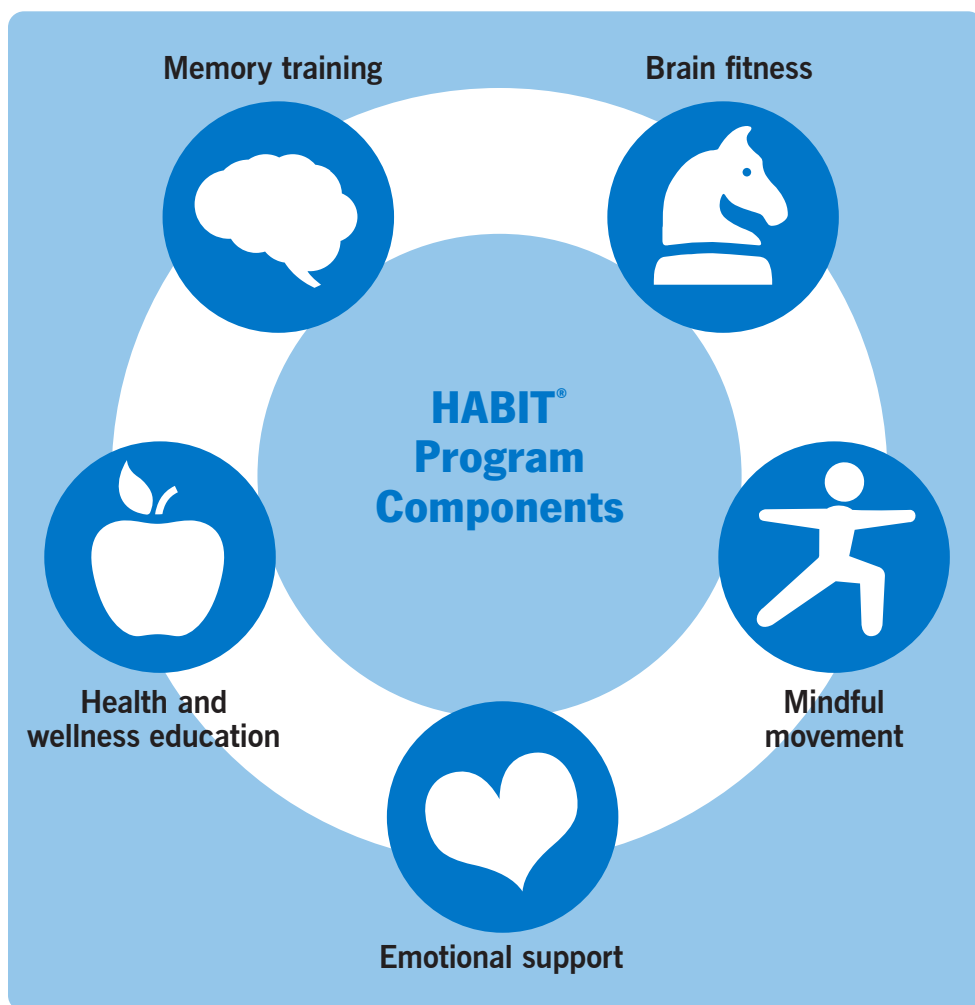 Memory training
Brain fitness
HABIT®
Program
Components
Health and
wellness education
Mindful
movement
Emotional support